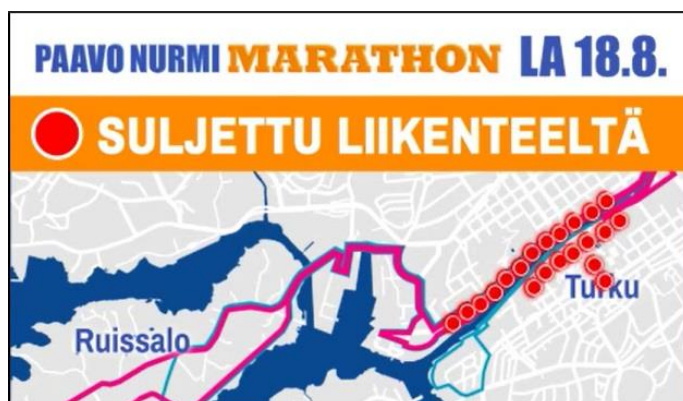 PAAVO NURMI MARATHON LA 18.8.
SULJETTU LIIKENTEELTÄ
Turku
Ruissalo